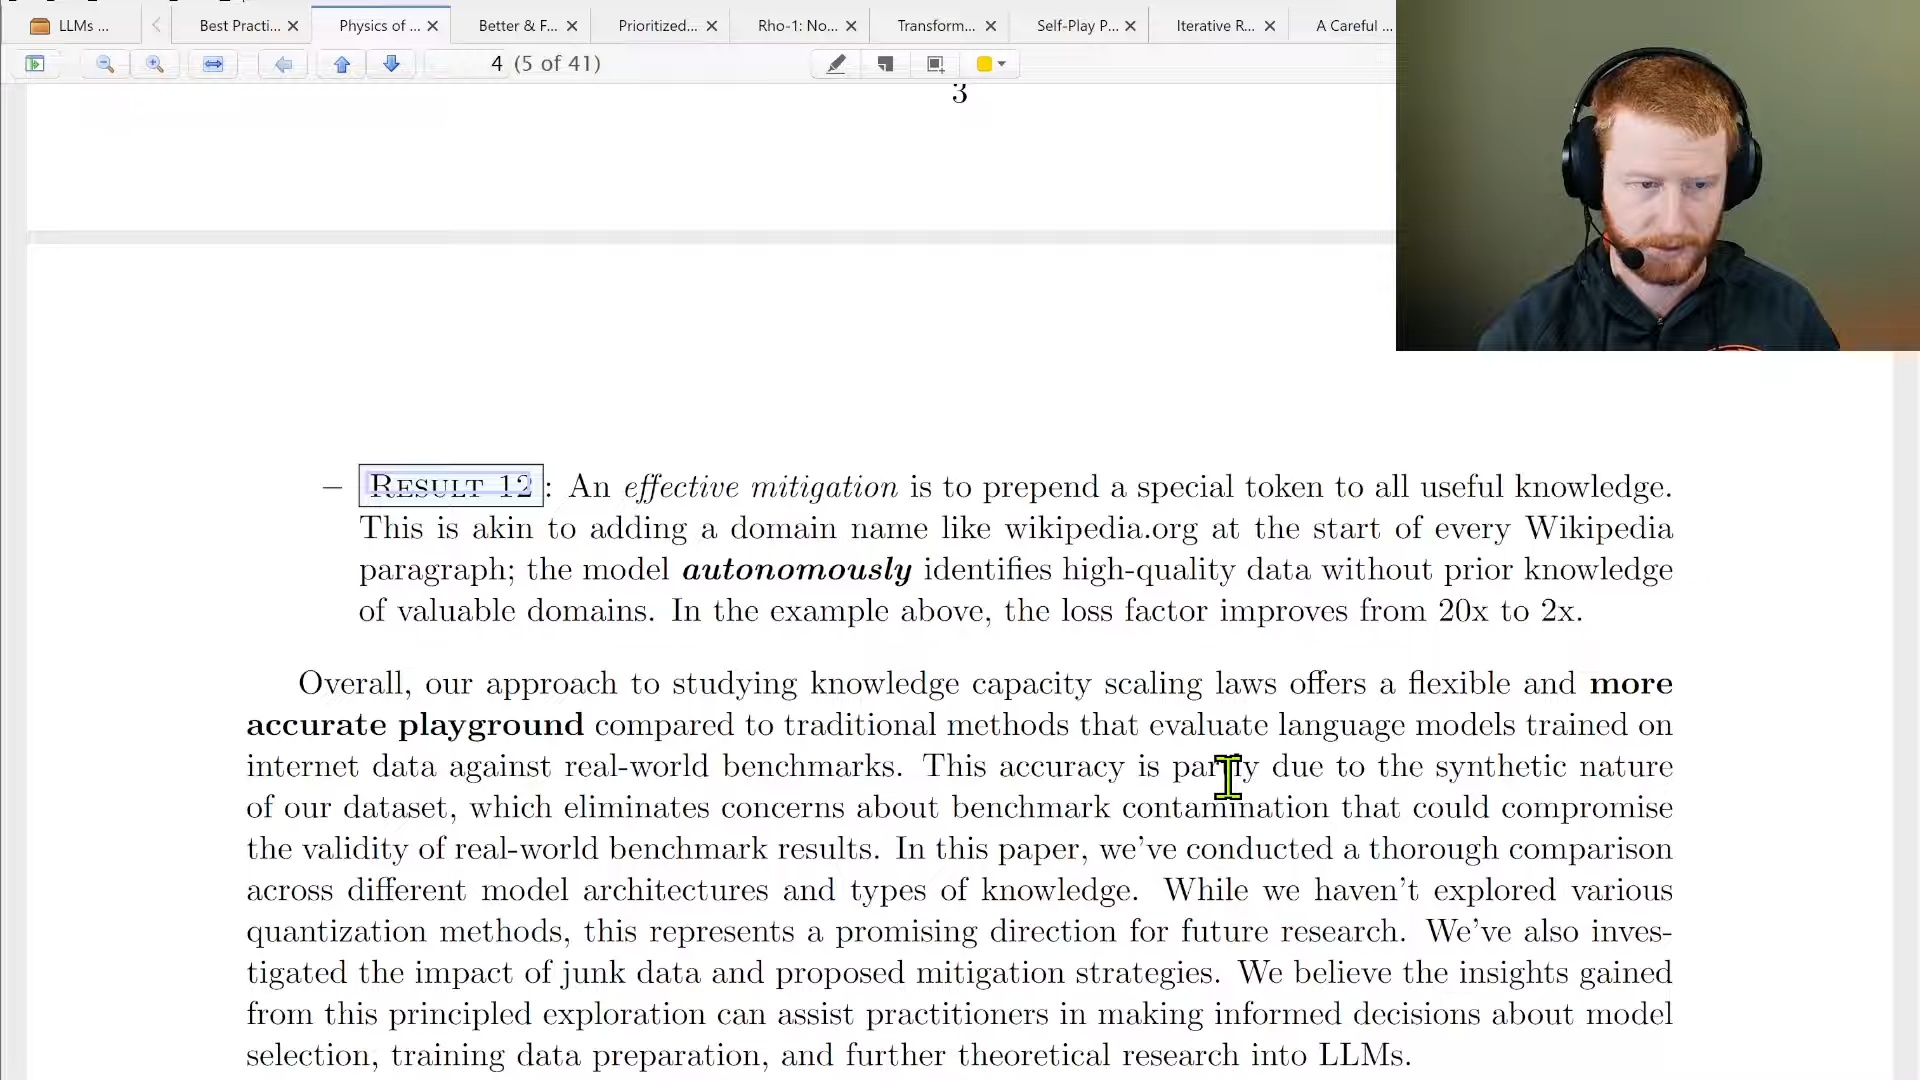 LLMs ...
Best Practi...
Physics of ...
Better & F...
Prioritized...
Rho-1: No...
Transform...
Self-Play P...
Iterative R...
A Careful ...
4 (5 of 41)
3
– RESULT 12: An effective mitigation is to prepend a special token to all useful knowledge.
This is akin to adding a domain name like wikipedia.org at the start of every Wikipedia
paragraph; the model autonomously identifies high-quality data without prior knowledge
of valuable domains. In the example above, the loss factor improves from 20x to 2x.
Overall, our approach to studying knowledge capacity scaling laws offers a flexible and more
accurate playground compared to traditional methods that evaluate language models trained on
internet data against real-world benchmarks. This accuracy is partly due to the synthetic nature
of our dataset, which eliminates concerns about benchmark contamination that could compromise
the validity of real-world benchmark results. In this paper, we've conducted a thorough comparison
across different model architectures and types of knowledge. While we haven't explored various
quantization methods, this represents a promising direction for future research. We've also inves-
tigated the impact of junk data and proposed mitigation strategies. We believe the insights gained
from this principled exploration can assist practitioners in making informed decisions about model
selection, training data preparation, and further theoretical research into LLMs.